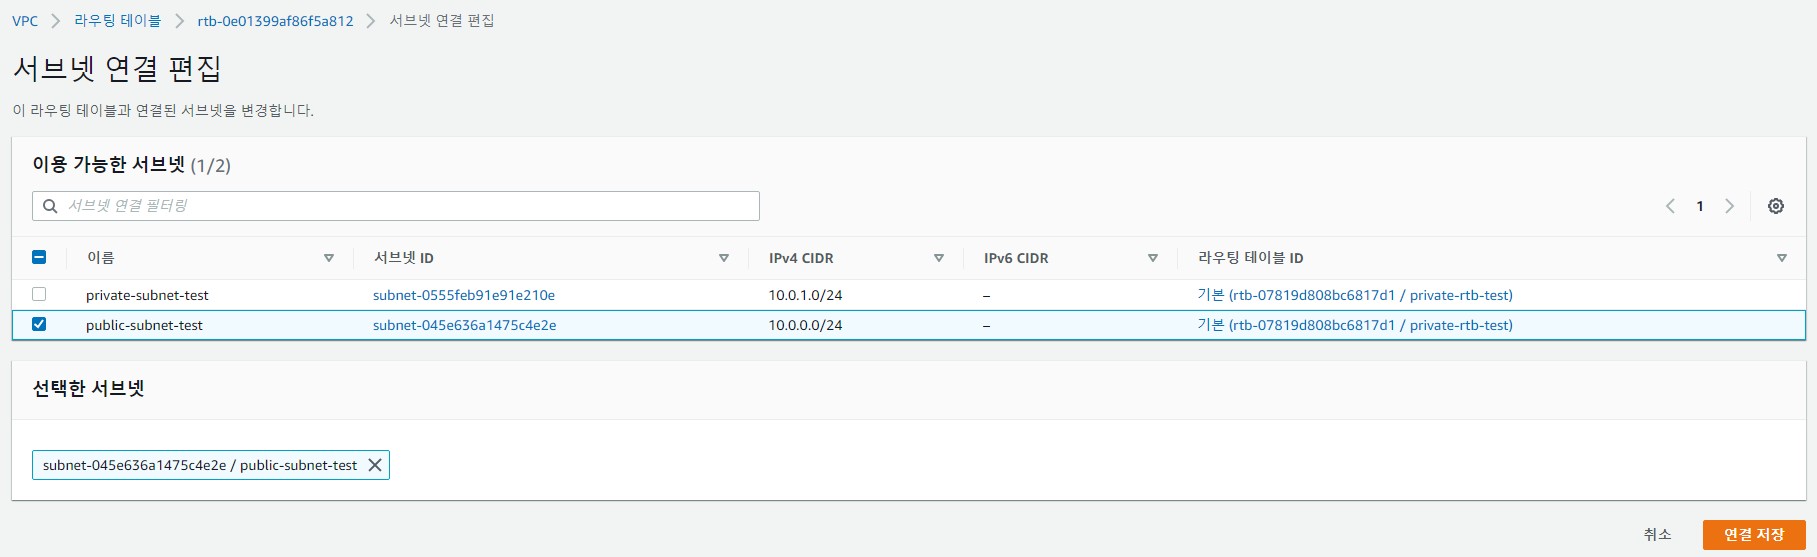 VPC > 라우팅 테이블 > rtb-0e01399af86f5a812 > 서브넷 연결 편집
서브넷 연결 편집
이 라우팅 테이블과 연결된 서브넷을 변경합니다.
이용 가능한 서브넷 (1/2)
서브넷 연결 필터링
1
이름 서브넷 ID IPv4 CIDR IPv6 CIDR 라우팅 테이블 ID
private-subnet-test subnet-0555feb91e91e210e 10.0.1.0/24 – 기본 (rtb-07819d808bc6817d1 / private-rtb-test)
public-subnet-test subnet-045e636a1475c4e2e 10.0.0.0/24 – 기본 (rtb-07819d808bc6817d1 / private-rtb-test)
선택한 서브넷
subnet-045e636a1475c4e2e / public-subnet-test
취소 연결 저장